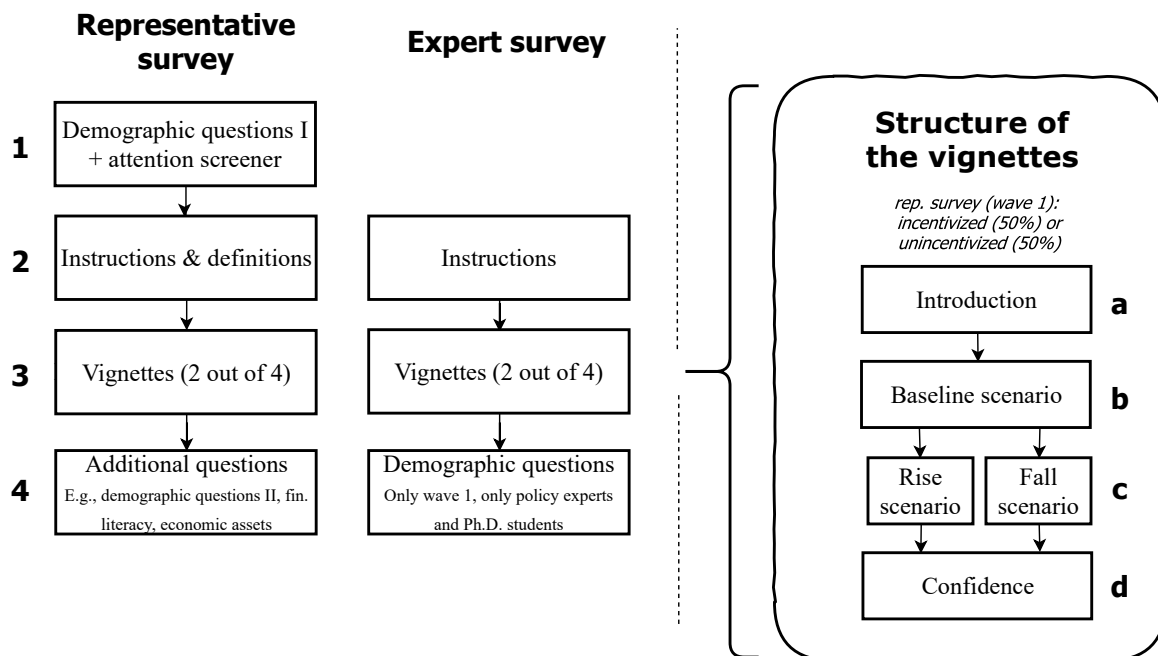 Representative
survey
Expert survey
1
Demographic questions I
+ attention screener
2
Instructions & definitions
Instructions
3
Vignettes (2 out of 4)
Vignettes (2 out of 4)
4
Additional questions
E.g., demographic questions II, fin.
literacy, economic assets
Demographic questions
Only wave 1, only policy experts
and Ph.D. students
Structure of
the vignettes
rep. survey (wave 1):
incentivized (50%) or
unincentivized (50%)
Introduction
a
Baseline scenario
b
Rise
scenario
Fall
scenario
c
Confidence
d